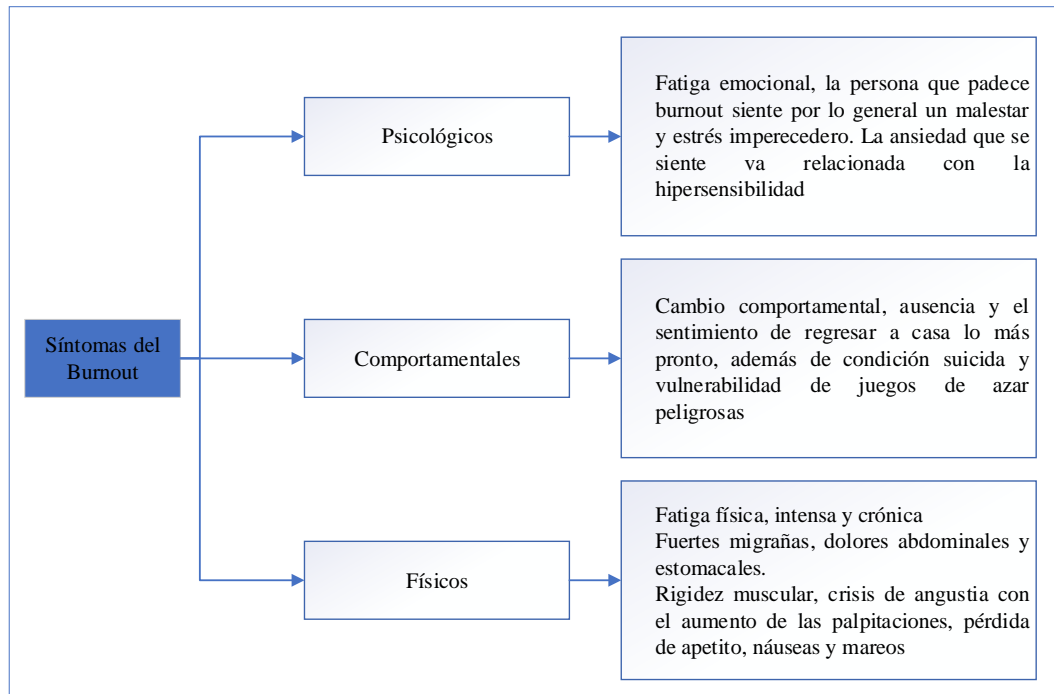 Síntomas del
Burnout
Psicológicos
Fatiga emocional, la persona que padece
burnout siente por lo general un malestar
y estrés imperecedero. La ansiedad que se
siente va relacionada con la
hipersensibilidad
Comportamentales
Cambio comportamental, ausencia y el
sentimiento de regresar a casa lo más
pronto, además de condición suicida y
vulnerabilidad de juegos de azar
peligrosas
Físicos
Fatiga física, intensa y crónica
Fuertes migrañas, dolores abdominales y
estomacales.
Rigidez muscular, crisis de angustia con
el aumento de las palpitaciones, pérdida
de apetito, náuseas y mareos